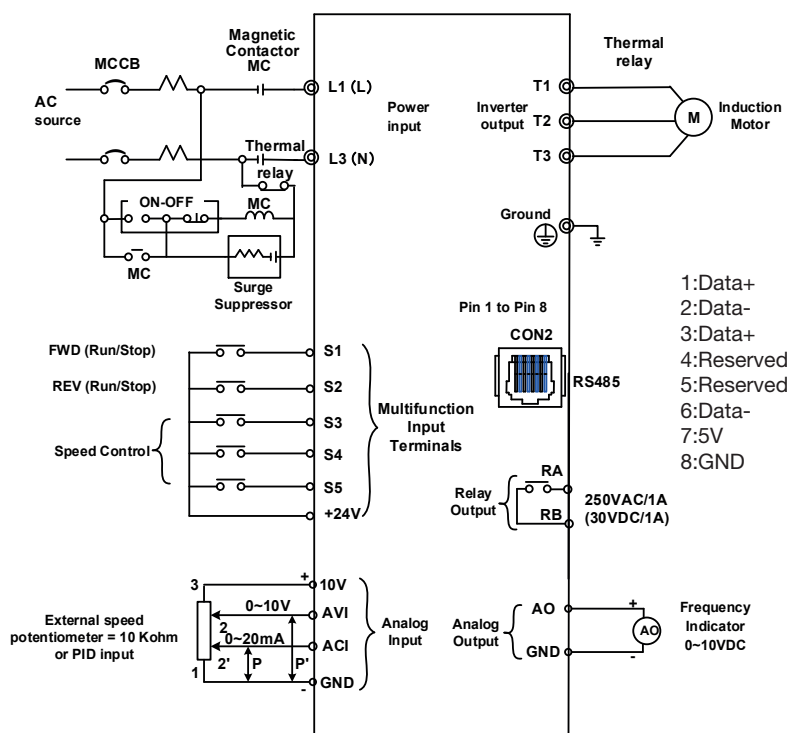 Magnetic
Contactor
MC
MCCB
AC
source
L1 (L)
Power
input
Thermal
relay
L3 (N)
ON-OFF
MC
MC
Surge
Suppressor
Thermal
relay
T1
Inverter
output
T2
T3
M
Induction
Motor
Ground
Pin 1 to Pin 8
CON2
RS485
1:Data+
2:Data-
3:Data+
4:Reserved
5:Reserved
6:Data-
7:5V
8:GND
FWD (Run/Stop)
S1
REV (Run/Stop)
S2
Speed Control
S3
S4
S5
+24V
Multifunction
Input
Terminals
Relay
Output
RA
RB
250VAC/1A
(30VDC/1A)
External speed
potentiometer = 10 Kohm
or PID input
3
+
10V
0~10V
AVI
2
0~20mA
ACI
2'
P
P'
1
-
GND
Analog
Input
Analog
Output
AO
GND
+
AO
-
Frequency
Indicator
0~10VDC